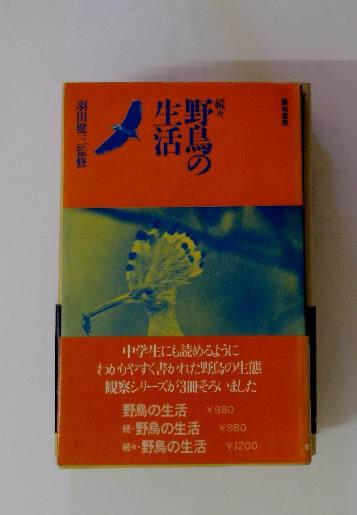 続々
野鳥の
生活
羽田健三監修
築地書館
中学生にも読めるように
わかりやすく書かれた野鳥の生態
観察シリーズが3冊そろいました
野鳥の生活 ¥980
続・野鳥の生活 ¥980
続々・野鳥の生活 ¥1200